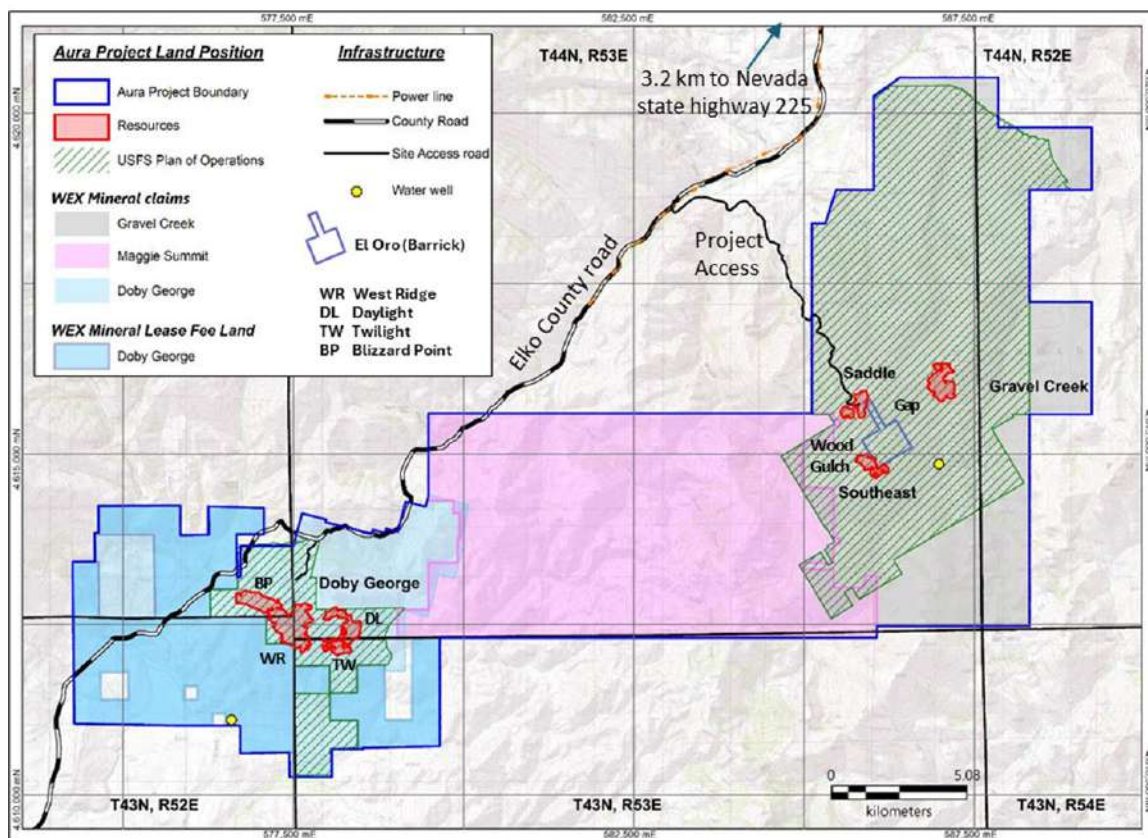 577,500 mE
582,500 mE
587,500 mE
Aura Project Land Position
Aura Project Boundary
Resources
USFS Plan of Operations
WEX Mineral claims
Gravel Creek
Maggie Summit
Doby George
WEX Mineral Lease Fee Land
Doby George
Infrastructure
Power line
County Road
Site Access road
Water well
El Oro (Barrick)
WR West Ridge
DL Daylight
TW Twilight
BP Blizzard Point
T44N, R53E
T44N, R52E
3.2 km to Nevada
state highway 225
4,620,000 mN
Elko County road
Project
Access
Saddle
Gap
Gravel Creek
Wood
Gulch
Southeast
4,615,000 mN
BP
Doby George
DL
WR
TW
4,610,000 mN
T43N, R52E
T43N, R53E
T43N, R54E
0 5.08
kilometers
577,500 mE
582,500 mE
587,500 mE